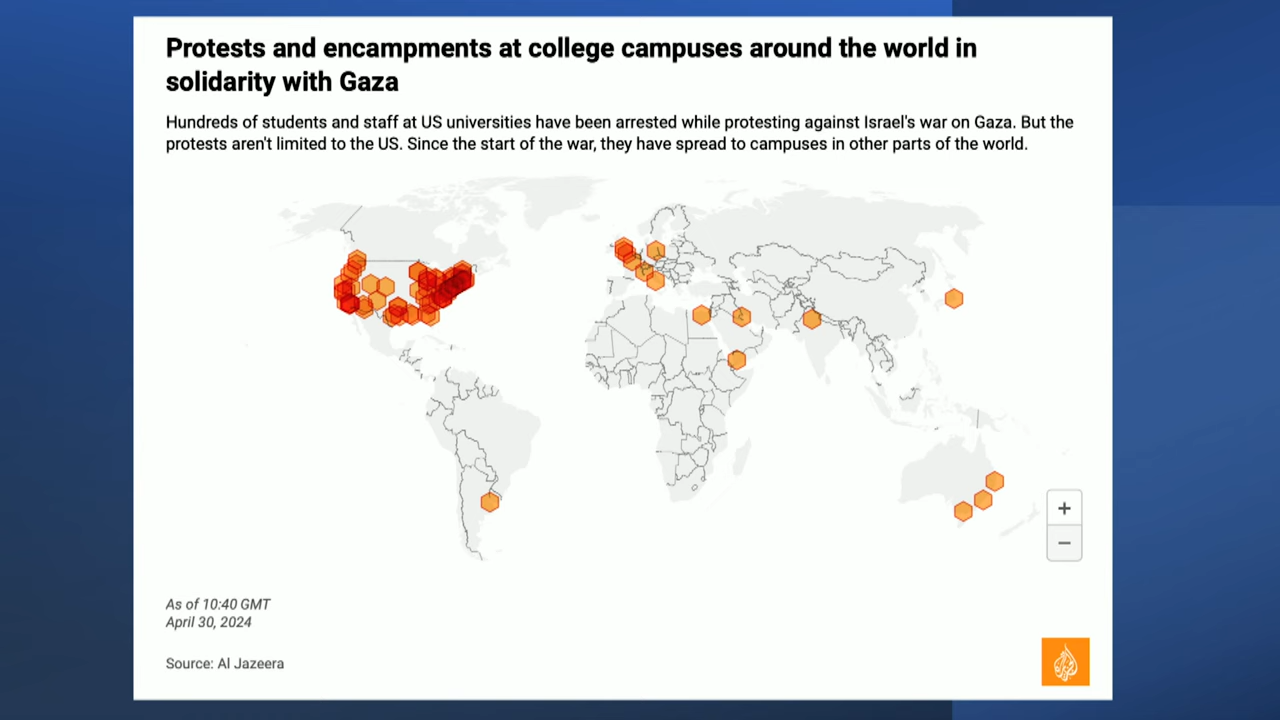 Protests and encampments at college campuses around the world in
solidarity with Gaza
Hundreds of students and staff at US universities have been arrested while protesting against Israel's war on Gaza. But the
protests aren't limited to the US. Since the start of the war, they have spread to campuses in other parts of the world.
+
−
As of 10:40 GMT
April 30, 2024
Source: Al Jazeera